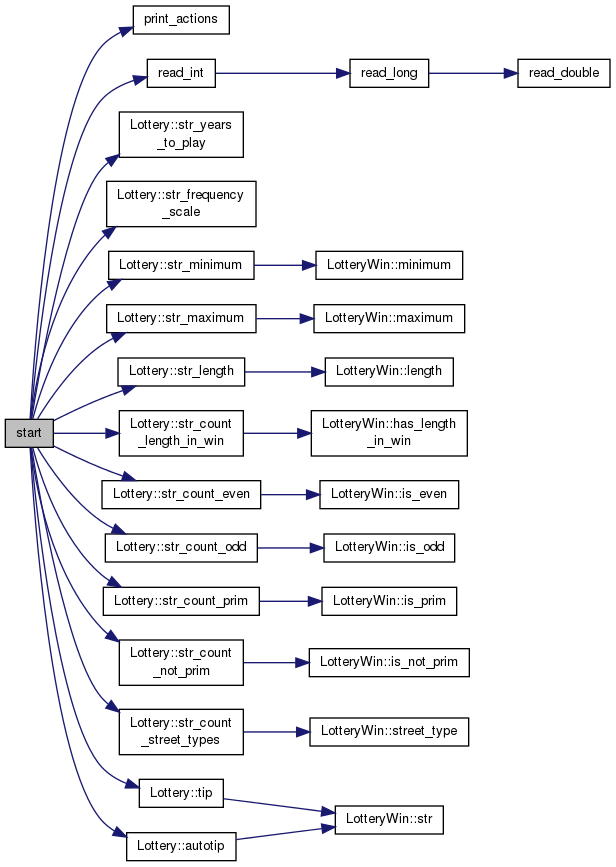 print_actions
read_int
read_long
read_double
Lottery::str_years
_to_play
Lottery::str_frequency
_scale
Lottery::str_minimum
LotteryWin::minimum
Lottery::str_maximum
LotteryWin::maximum
Lottery::str_length
LotteryWin::length
start
Lottery::str_count
_length_in_win
LotteryWin::has_length
_in_win
Lottery::str_count_even
LotteryWin::is_even
Lottery::str_count_odd
LotteryWin::is_odd
Lottery::str_count_prim
LotteryWin::is_prim
Lottery::str_count
_not_prim
LotteryWin::is_not_prim
Lottery::str_count
_street_types
LotteryWin::street_type
Lottery::tip
LotteryWin::str
Lottery::autotip